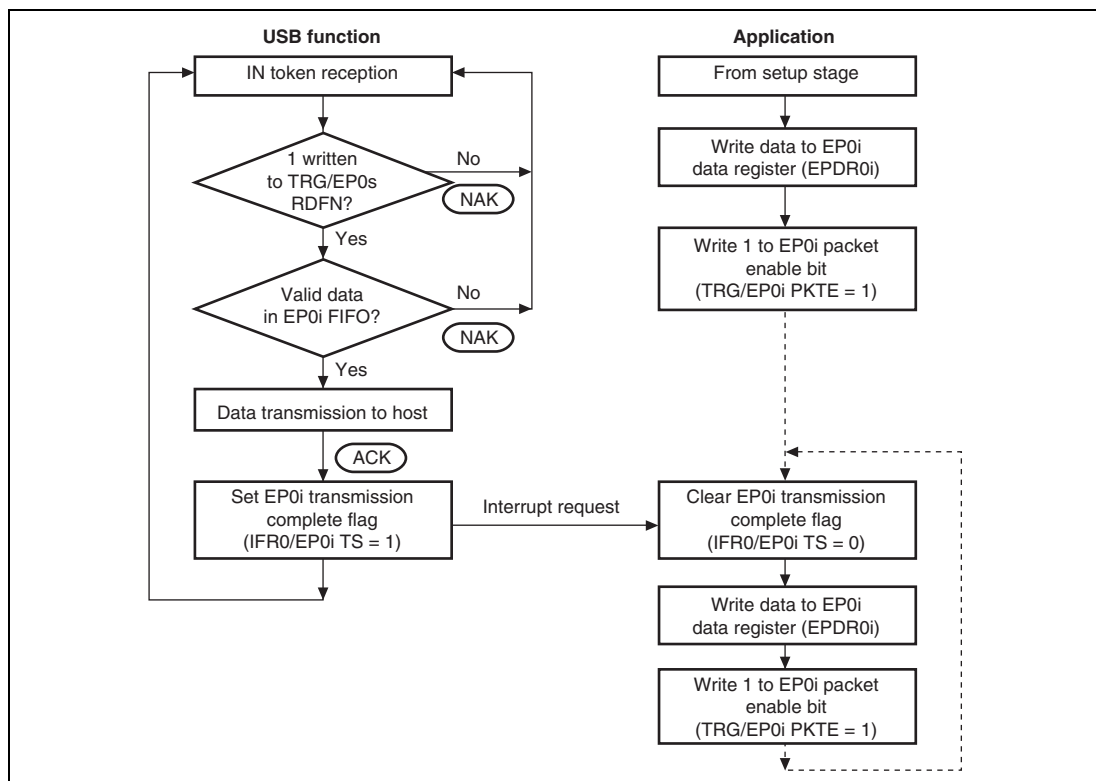 USB function
IN token reception
1 written
to TRG/EP0s
RDFN?
No
NAK
Yes
Valid data
in EP0i FIFO?
No
NAK
Yes
Data transmission to host
ACK
Set EP0i transmission
complete flag
(IFR0/EP0i TS = 1)
Interrupt request
Application
From setup stage
Write data to EP0i
data register (EPDR0i)
Write 1 to EP0i packet
enable bit
(TRG/EP0i PKTE = 1)
Clear EP0i transmission
complete flag
(IFR0/EP0i TS = 0)
Write data to EP0i
data register (EPDR0i)
Write 1 to EP0i packet
enable bit
(TRG/EP0i PKTE = 1)